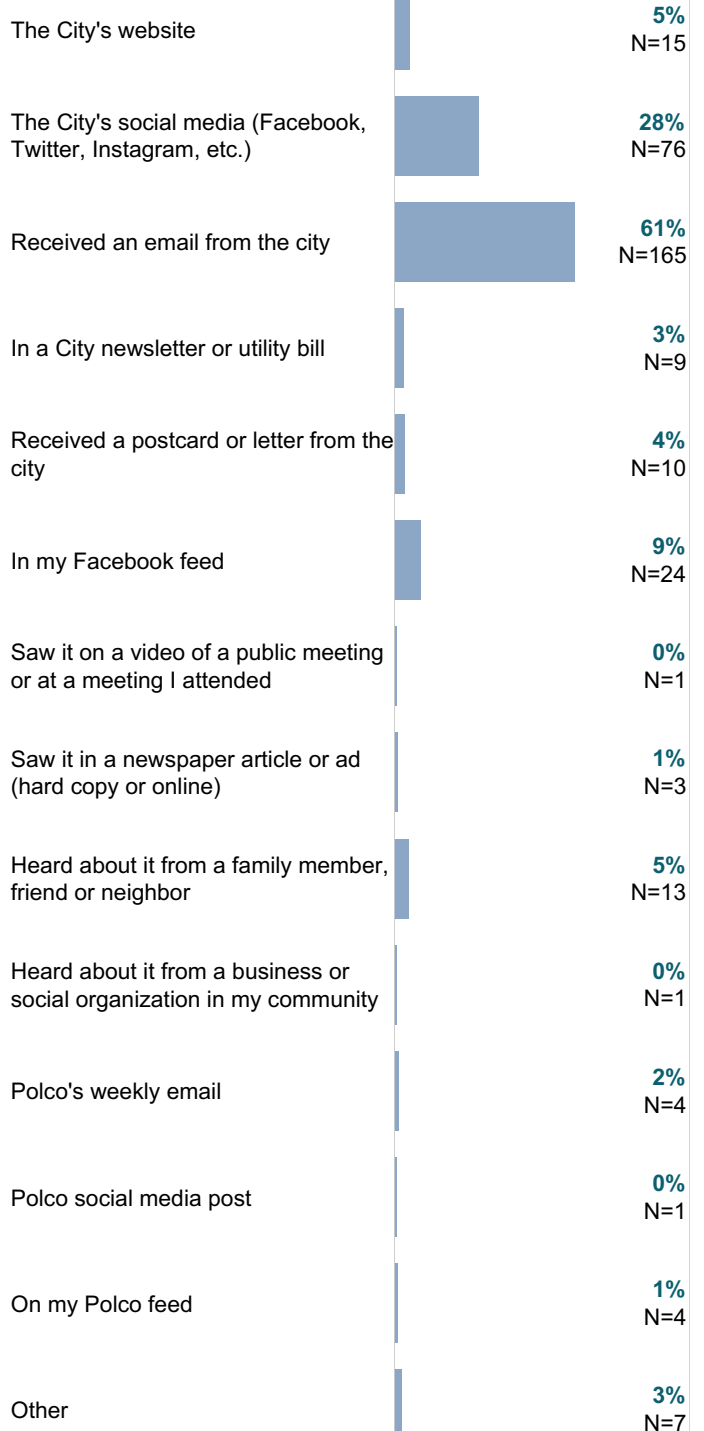 The City's website
5%
N=15
The City's social media (Facebook,
Twitter, Instagram, etc.)
28%
N=76
Received an email from the city
61%
N=165
In a City newsletter or utility bill
3%
N=9
Received a postcard or letter from the
city
4%
N=10
In my Facebook feed
9%
N=24
Saw it on a video of a public meeting
or at a meeting I attended
0%
N=1
Saw it in a newspaper article or ad
(hard copy or online)
1%
N=3
Heard about it from a family member,
friend or neighbor
5%
N=13
Heard about it from a business or
social organization in my community
0%
N=1
Polco's weekly email
2%
N=4
Polco social media post
0%
N=1
On my Polco feed
1%
N=4
Other
3%
N=7